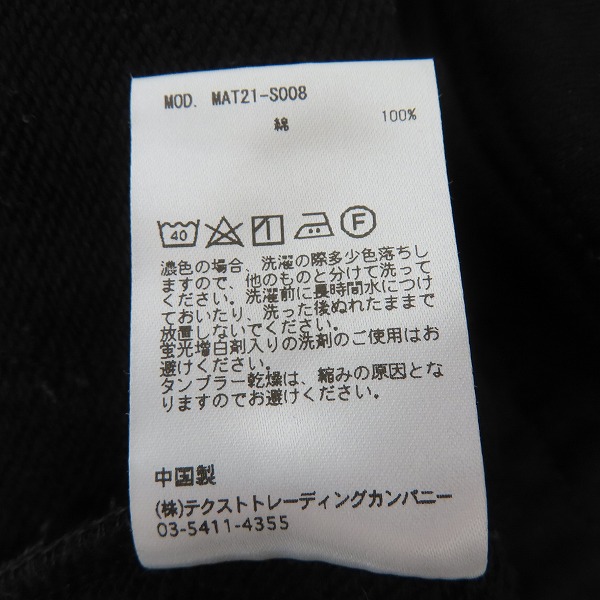 MOD. MAT21-S008
綿 100%
40 F
濃色の場合、洗濯の際多少色落ちし
ますので、他のものと分けて洗って
ください。洗濯前に長時間水につけ
ておいたり、洗った後ぬれたままで
放置しないでください。
蛍光増白剤入りの洗剤のご使用はお
避けください。
タンブラー乾燥は、縮みの原因とな
りますのでお避けください。
中国製
(株)テクストトレーディングカンパニー
03-5411-4355